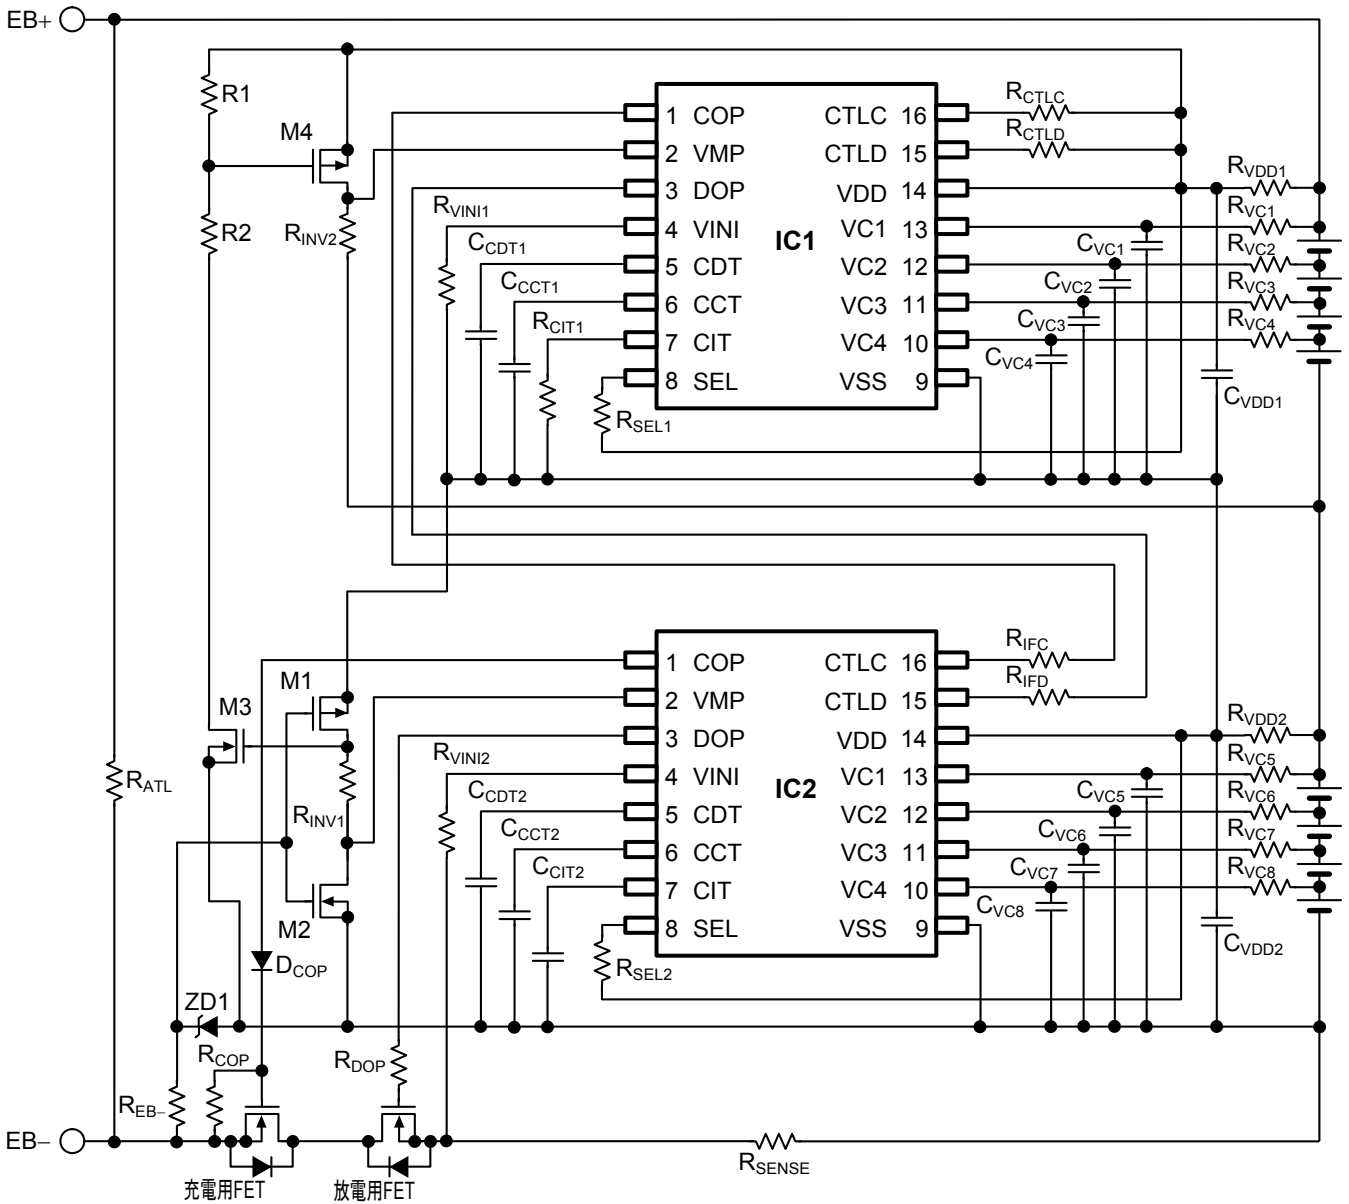 EB+
R1
M4
R2
RINV2
RVINI1
CCDT1
CCCT1
RCIT1
RSEL1
1 COP
2 VMP
3 DOP
4 VINI
5 CDT
6 CCT
7 CIT
8 SEL
IC1
CTLC 16
CTLD 15
VDD 14
VC1 13
VC2 12
VC3 11
VC4 10
VSS 9
RCTLC
RCTLD
RVDD1
RVC1
RVC2
RVC3
RVC4
CVC1
CVC2
CVC3
CVC4
CVDD1
M1
M3
RATL
RINV1
M2
DCOP
ZD1
RVINI2
CCDT2
CCCT2
CCIT2
RSEL2
1 COP
2 VMP
3 DOP
4 VINI
5 CDT
6 CCT
7 CIT
8 SEL
IC2
CTLC 16
CTLD 15
VDD 14
VC1 13
VC2 12
VC3 11
VC4 10
VSS 9
RIFC
RIFD
RVDD2
RVC5
RVC6
RVC7
RVC8
CVC5
CVC6
CVC7
CVC8
CVDD2
RCOP
RDOP
REB−
EB−
RSENSE
充電用FET
放電用FET